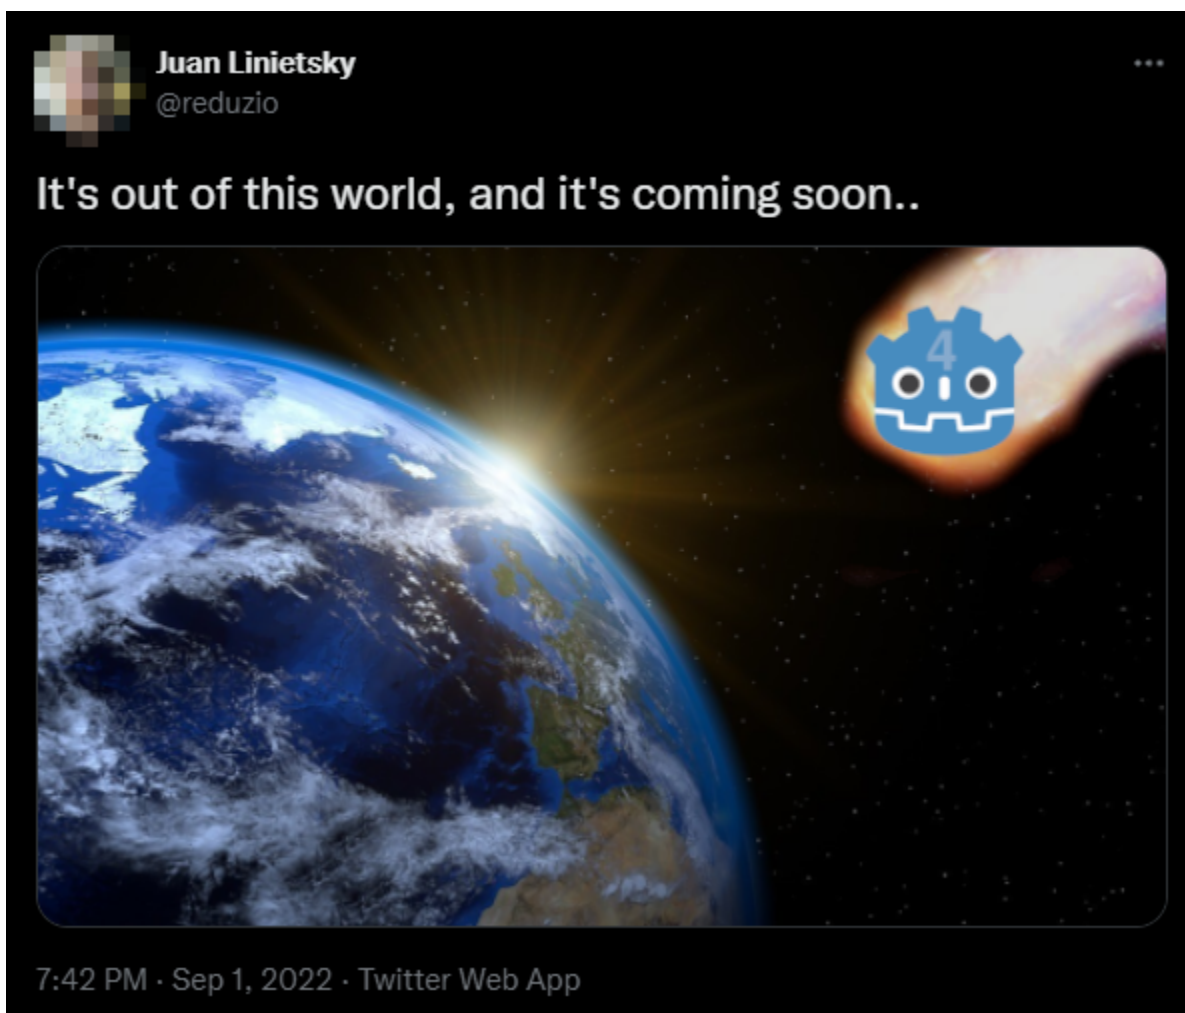 Juan Linietsky
@reduzio
It's out of this world, and it's coming soon..
4
7:42 PM · Sep 1, 2022 · Twitter Web App